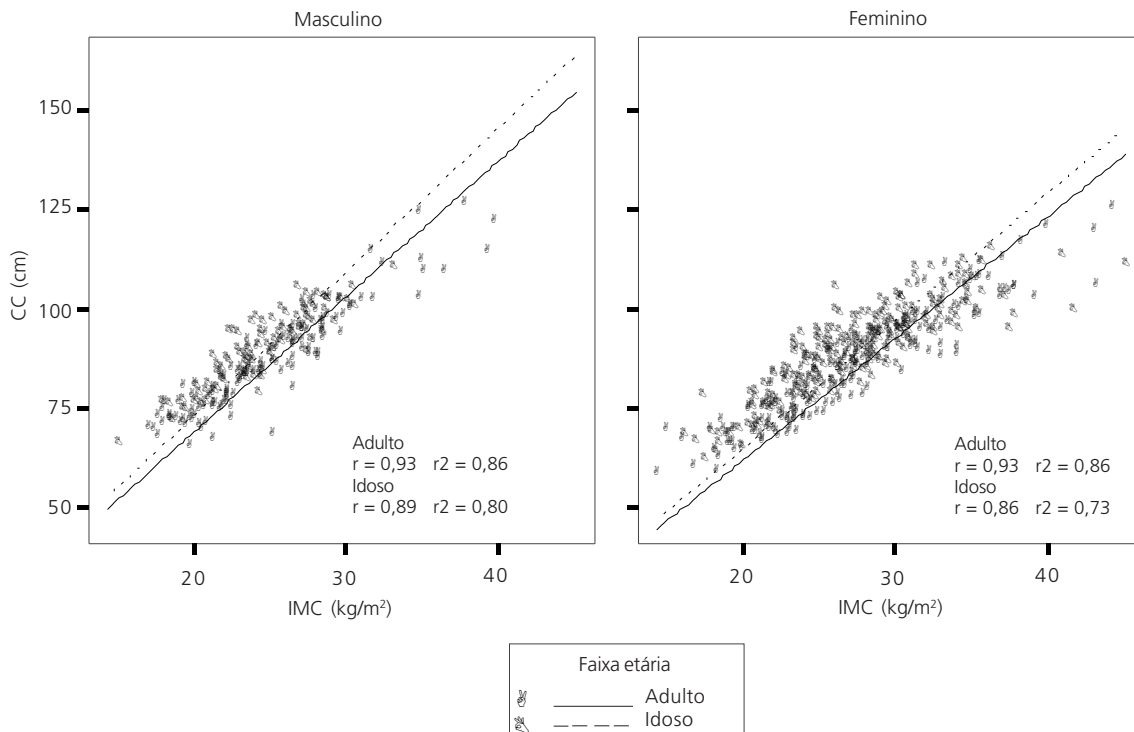 Masculino
Feminino
CC (cm)
150
125
100
75
50
Adulto
r = 0,93 r2 = 0,86
Idoso
r = 0,89 r2 = 0,80
Adulto
r = 0,93 r2 = 0,86
Idoso
r = 0,86 r2 = 0,73
20 30 40
20 30 40
IMC (kg/m²)
IMC (kg/m²)
Faixa etária
Adulto
Idoso